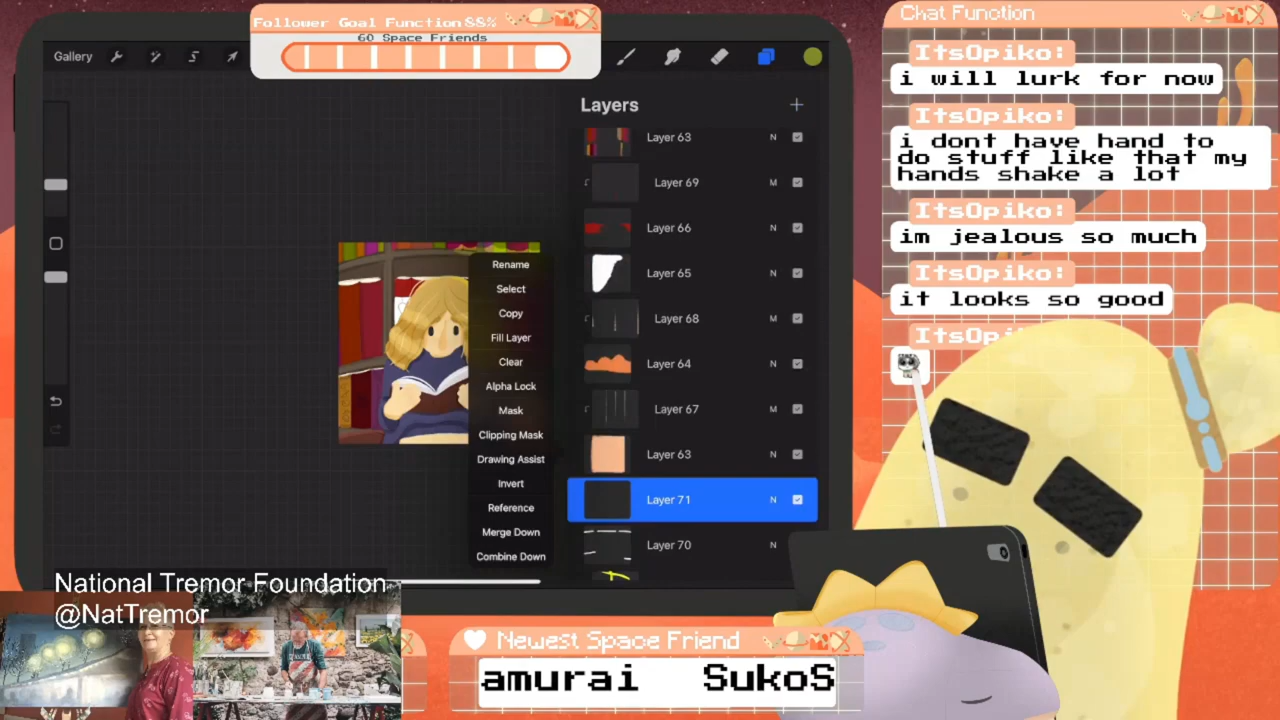 Follower Goal Function 88%
60 Space Friends
Gallery
Layers
Layer 63
N
Layer 69
M
Layer 66
N
Layer 65
N
Layer 68
M
Layer 64
N
Layer 67
M
Layer 63
N
Layer 71
N
Layer 70
N
Rename
Select
Copy
Fill Layer
Clear
Alpha Lock
Mask
Clipping Mask
Drawing Assist
Invert
Reference
Merge Down
Combine Down
Chat Function
ItsOpiko:
i will lurk for now
ItsOpiko:
i dont have hand to
do stuff like that my
hands shake a lot
ItsOpiko:
im jealous so much
ItsOpiko:
it looks so good
National Tremor Foundation
@NatTremor
Newest Space Friend
amurai SukoS